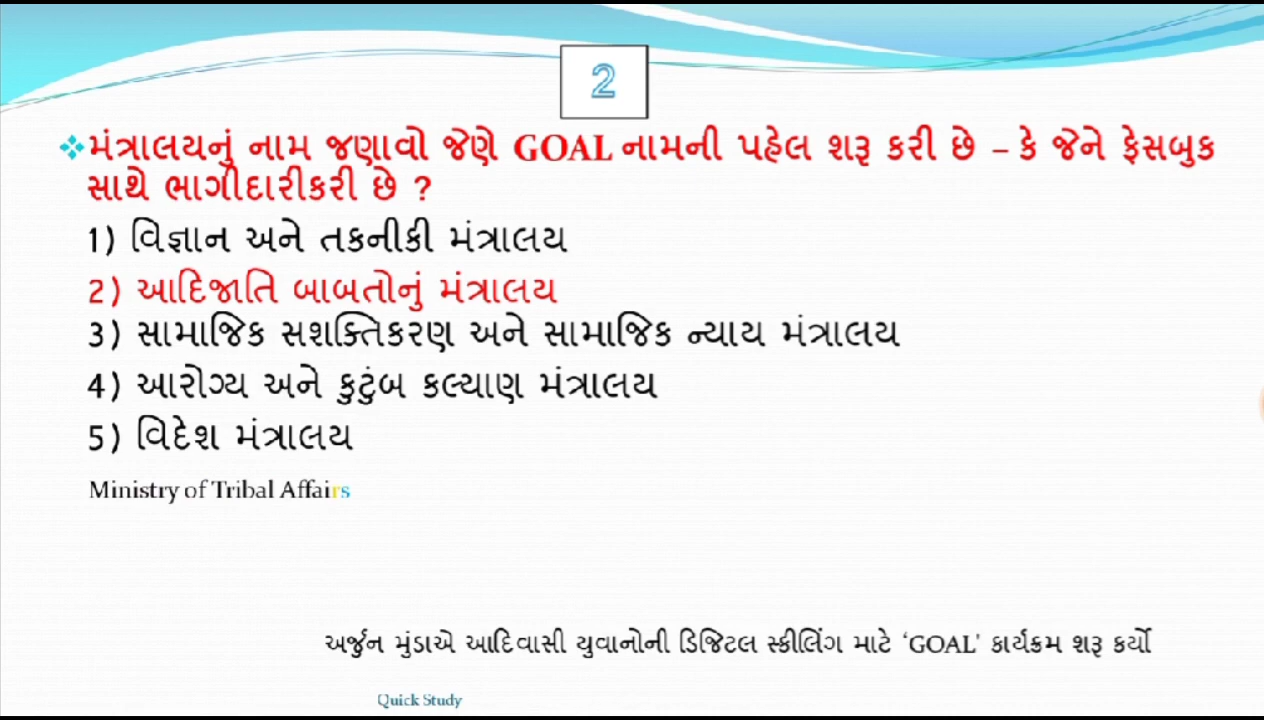 2
❖મંત્રાલયનું નામ જણાવો જેણે GOAL નામની પહેલ શરૂ કરી છે – કે જેને ફેસબુક
સાથે ભાગીદારીકરી છે ?
1) વિજ્ઞાન અને તકનીકી મંત્રાલય
2) આદિજાતિ બાબતોનું મંત્રાલય
3) સામાજિક સશક્તિકરણ અને સામાજિક ન્યાય મંત્રાલય
4) આરોગ્ય અને કુટુંબ કલ્યાણ મંત્રાલય
5) વિદેશ મંત્રાલય
Ministry of Tribal Affairs
અર્જુન મુંડાએ આદિવાસી યુવાનોની ડિજિટલ સ્કીલિંગ માટે ‘GOAL' કાર્યક્રમ શરૂ કર્યો
Quick Study